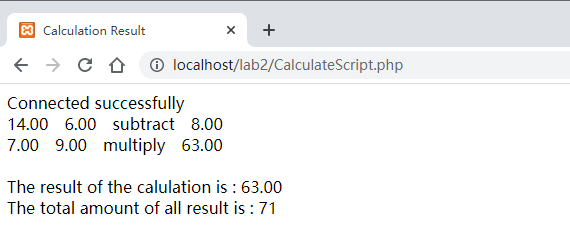 Calculation Result
localhost/lab2/CalculateScript.php
Connected successfully
14.00 6.00 subtract 8.00
7.00 9.00 multiply 63.00
The result of the calulation is : 63.00
The total amount of all result is : 71